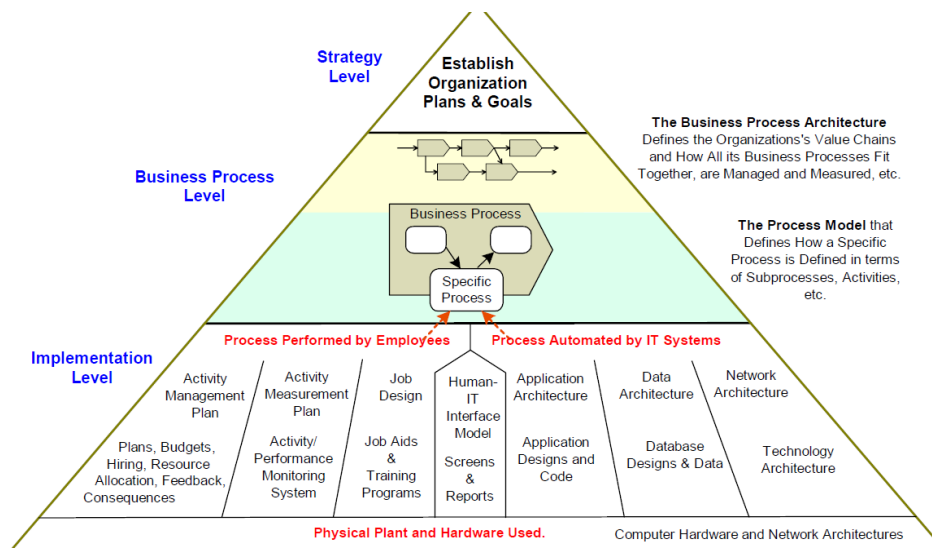 Strategy
Level
Establish
Organization
Plans & Goals
The Business Process Architecture
Defines the Organizations's Value Chains
and How All its Business Processes Fit
Together, are Managed and Measured, etc.
Business Process
Level
Business Process
Specific
Process
The Process Model that
Defines How a Specific
Process is Defined in terms
of Subprocesses, Activities,
etc.
Implementation
Level
Process Performed by Employees
Process Automated by IT Systems
Activity
Management
Plan
Plans, Budgets,
Hiring, Resource
Allocation, Feedback,
Consequences
Activity
Measurement
Plan
Activity/
Performance
Monitoring
System
Job
Design
Job Aids
&
Training
Programs
Human-
IT
Interface
Model
Screens
&
Reports
Application
Architecture
Application
Designs and
Code
Data
Architecture
Database
Designs & Data
Network
Architecture
Technology
Architecture
Physical Plant and Hardware Used.
Computer Hardware and Network Architectures